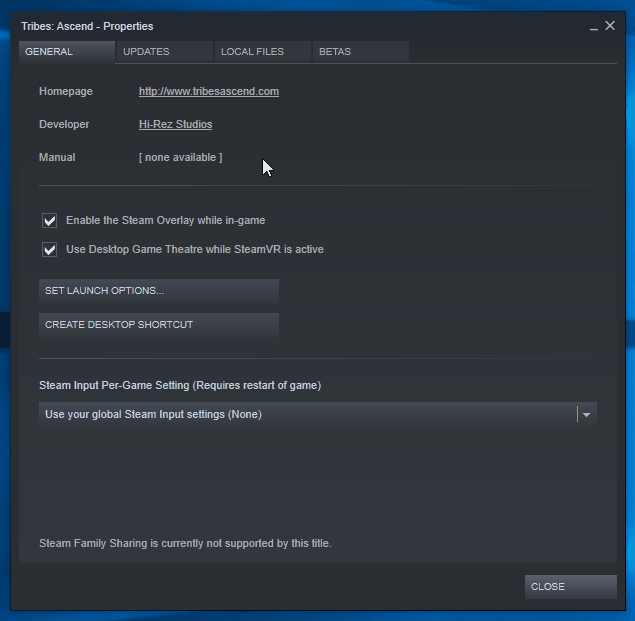 Tribes: Ascend - Properties
GENERAL UPDATES LOCAL FILES BETAS
Homepage http://www.tribesascend.com
Developer Hi-Rez Studios
Manual [ none available ]
Enable the Steam Overlay while in-game
Use Desktop Game Theatre while SteamVR is active
SET LAUNCH OPTIONS...
CREATE DESKTOP SHORTCUT
Steam Input Per-Game Setting (Requires restart of game)
Use your global Steam Input settings (None)
Steam Family Sharing is currently not supported by this title.
CLOSE